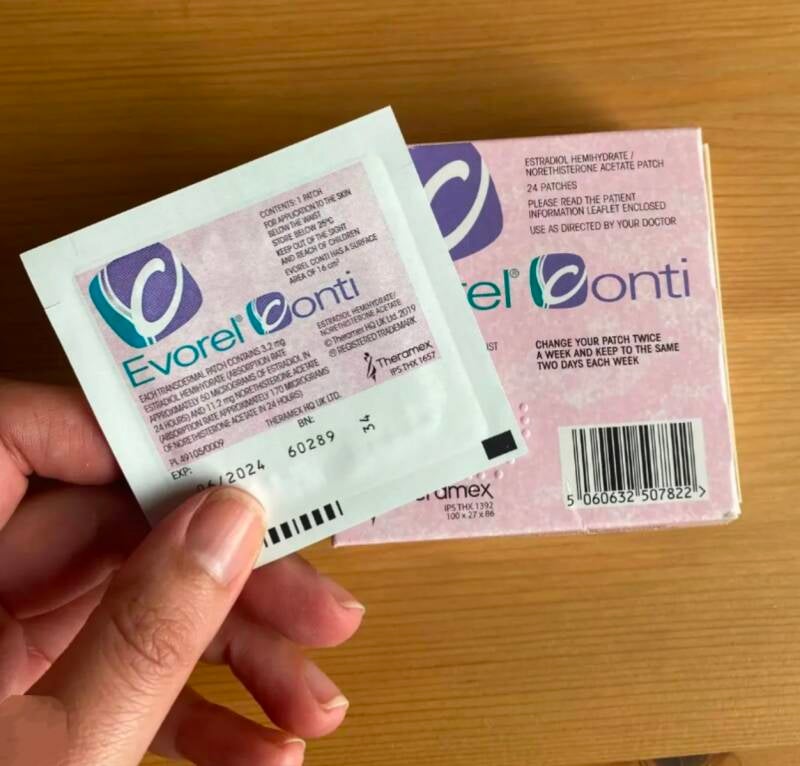 CONTENTS: 1 PATCH
FOR APPLICATION TO THE SKIN
BELOW THE WAIST
STORE BELOW 25ºC
KEEP OUT OF THE SIGHT
AND REACH OF CHILDREN
EVOREL CONTI HAS A SURFACE
AREA OF 16 cm²
Evorel® Conti
ESTRADIOL HEMIHYDRATE/
NORETHISTERONE ACETATE
© Theramex HQ UK Ltd. 2019
® REGISTERED TRADEMARK
Theramex
IPS THX 1657
EACH TRANSDERMAL PATCH CONTAINS 3.2 mg
ESTRADIOL HEMIHYDRATE (ABSORPTION RATE
APPROXIMATELY 50 MICROGRAMS OF ESTRADIOL IN
24 HOURS) AND 11.2 mg NORETHISTERONE ACETATE
(ABSORPTION RATE APPROXIMATELY 170 MICROGRAMS
OF NORETHISTERONE ACETATE IN 24 HOURS)
PL 49105/0009
THERAMEX HQ UK LTD.
EXP:
BN:
/2024
60289
34
ESTRADIOL HEMIHYDRATE /
NORETHISTERONE ACETATE PATCH
24 PATCHES
PLEASE READ THE PATIENT
INFORMATION LEAFLET ENCLOSED
USE AS DIRECTED BY YOUR DOCTOR
el® Conti
CHANGE YOUR PATCH TWICE
A WEEK AND KEEP TO THE SAME
TWO DAYS EACH WEEK
ramex
IPS THX 1392
100 x 27 x 86
5 060632 507822 >